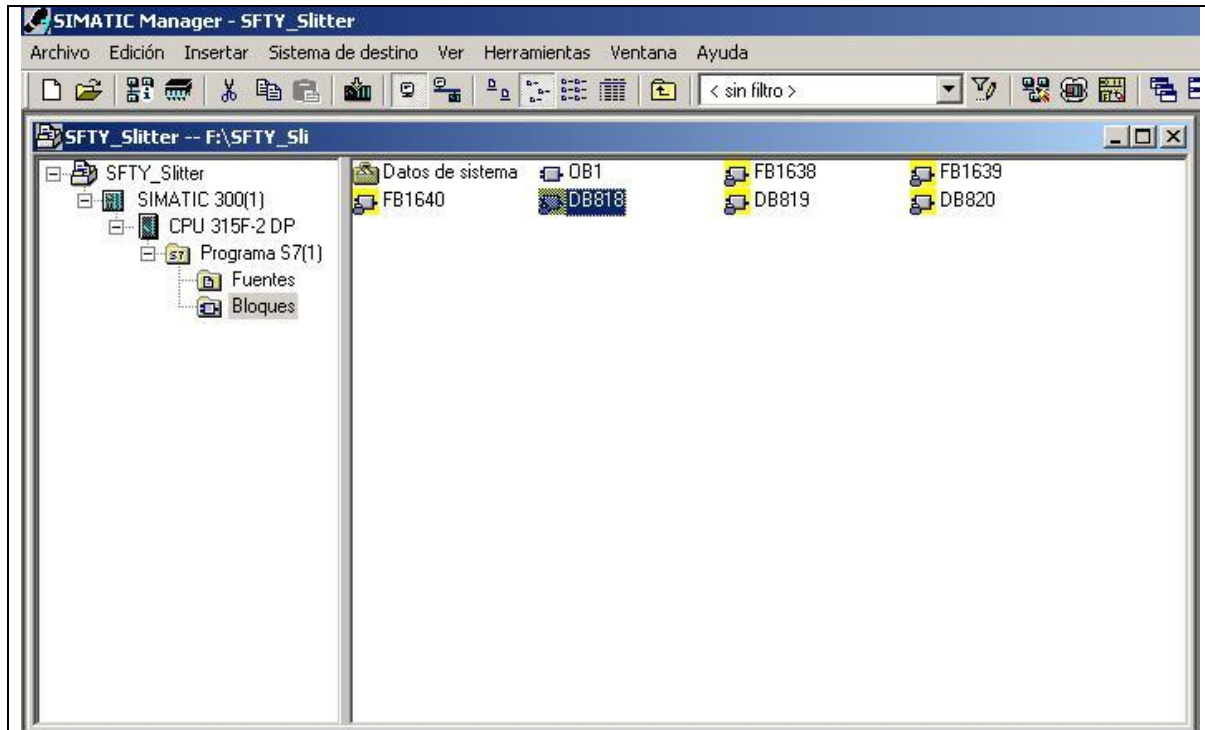 SIMATIC Manager - SFTY_Slitter
Archivo Edición Insertar Sistema de destino Ver Herramientas Ventana Ayuda
< sin filtro >
SFTY_Slitter -- F:\SFTY_Sli
SFTY_Slitter
SIMATIC 300(1)
CPU 315F-2 DP
Programa S7(1)
Fuentes
Bloques
Datos de sistema OB1 FB1638 FB1639
FB1640 DB818 DB819 DB820